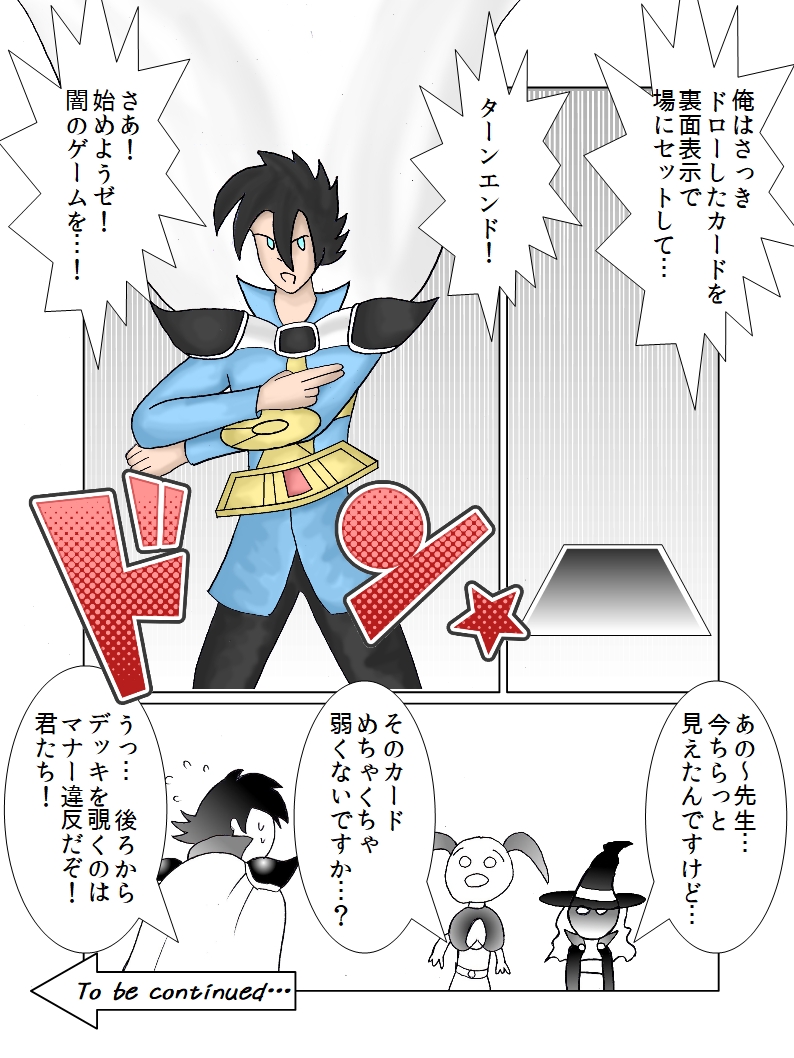 俺はさっき
ドローしたカードを
裏面表示で
場にセットして…
ターンエンド！
さあ！
始めようゼ！
闇のゲームを…！
ドン★
あの～先生…
今ちらっと
見えたんですけど…
そのカード
めちゃくちゃ
弱くないですか…？
うっ… 後ろから
デッキを覗くのは
マナー違反だぞ！
君たち！
To be continued…